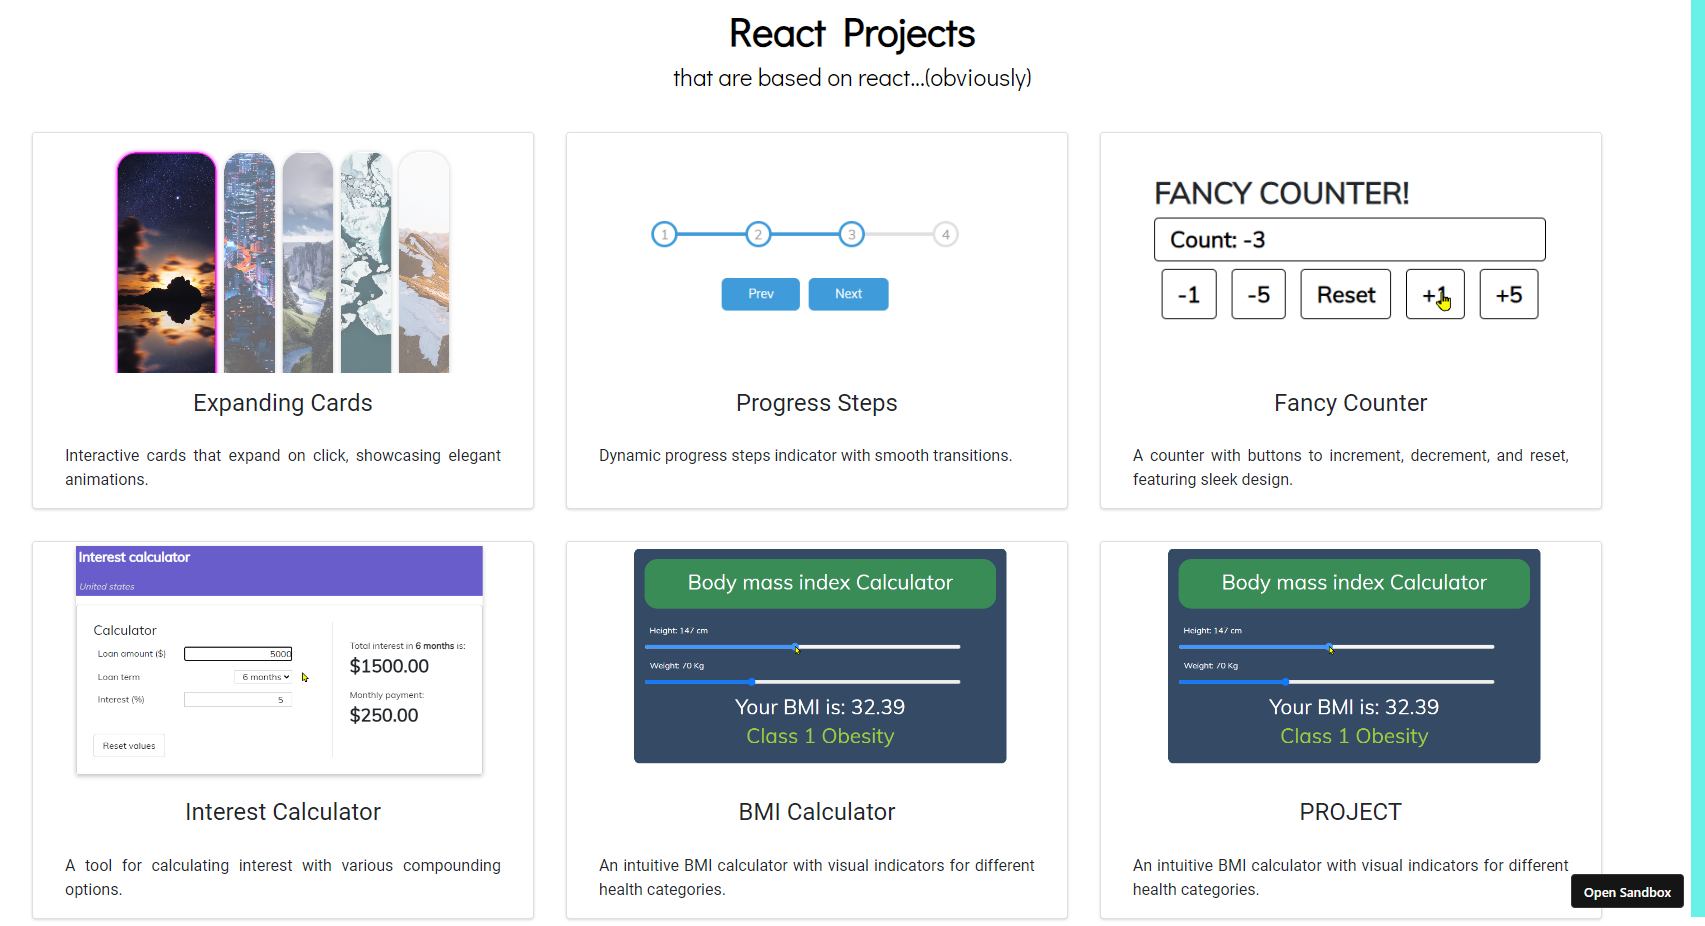 React Projects
that are based on react...(obviously)
1 2 3 4
Prev Next
FANCY COUNTER!
Count: -3
-1 -5 Reset +1 +5
Expanding Cards
Interactive cards that expand on click, showcasing elegant
animations.
Progress Steps
Dynamic progress steps indicator with smooth transitions.
Fancy Counter
A counter with buttons to increment, decrement, and reset,
featuring sleek design.
Interest calculator
United states
Calculator
Loan amount ($) 5000
Loan term 6 months
Interest (%) 5
Reset values
Total interest in 6 months is:
$1500.00
Monthly payment:
$250.00
Interest Calculator
A tool for calculating interest with various compounding
options.
Body mass index Calculator
Height: 147 cm
Weight: 70 Kg
Your BMI is: 32.39
Class 1 Obesity
BMI Calculator
An intuitive BMI calculator with visual indicators for different
health categories.
Body mass index Calculator
Height: 147 cm
Weight: 70 Kg
Your BMI is: 32.39
Class 1 Obesity
PROJECT
An intuitive BMI calculator with visual indicators for different
health categories.
Open Sandbox